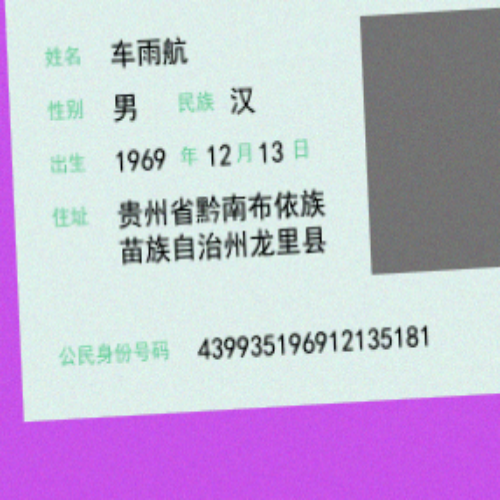 姓名 车雨航
性别 男 民族 汉
出生 1969 年 12 月 13 日
住址 贵州省黔南布依族
苗族自治州龙里县
公民身份号码 439935196912135181